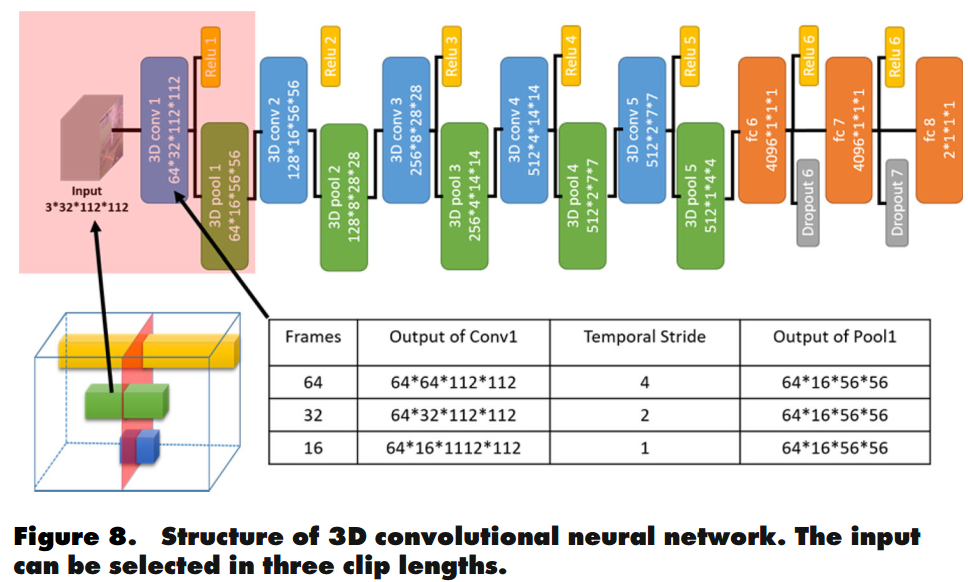 Relu 1
Relu 2
Relu 3
Relu 4
Relu 5
Relu 6
Relu 6
3D conv 1
64*32*112*112
3D conv 2
128*16*56*56
3D conv 3
256*8*28*28
3D conv 4
512*4*14*14
3D conv 5
512*2*7*7
fc 6
4096*1*1*1
fc 7
4096*1*1*1
fc 8
2*1*1*1
Input
3*32*112*112
3D pool 1
64*16*56*56
3D pool 2
128*8*28*28
3D pool 3
256*4*14*14
3D pool 4
512*2*7*7
3D pool 5
512*1*4*4
Dropout 6
Dropout 7
Frames Output of Conv1 Temporal Stride Output of Pool1
64 64*64*112*112 4 64*16*56*56
32 64*32*112*112 2 64*16*56*56
16 64*16*1112*112 1 64*16*56*56
Figure 8. Structure of 3D convolutional neural network. The input
can be selected in three clip lengths.